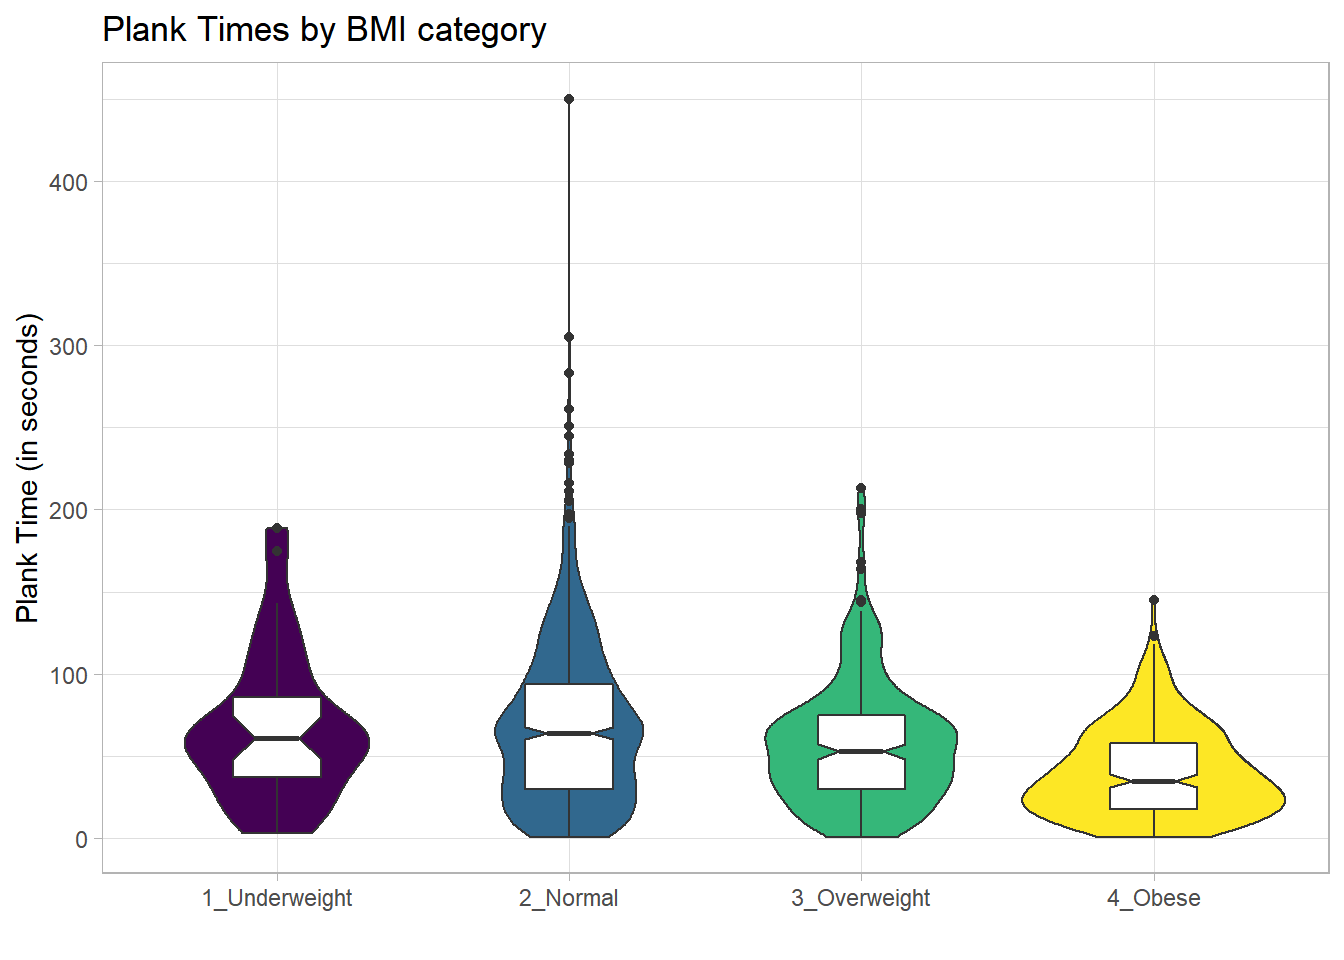 Plank Times by BMI category
Plank Time (in seconds)
400
300
200
100
0
1_Underweight
2_Normal
3_Overweight
4_Obese